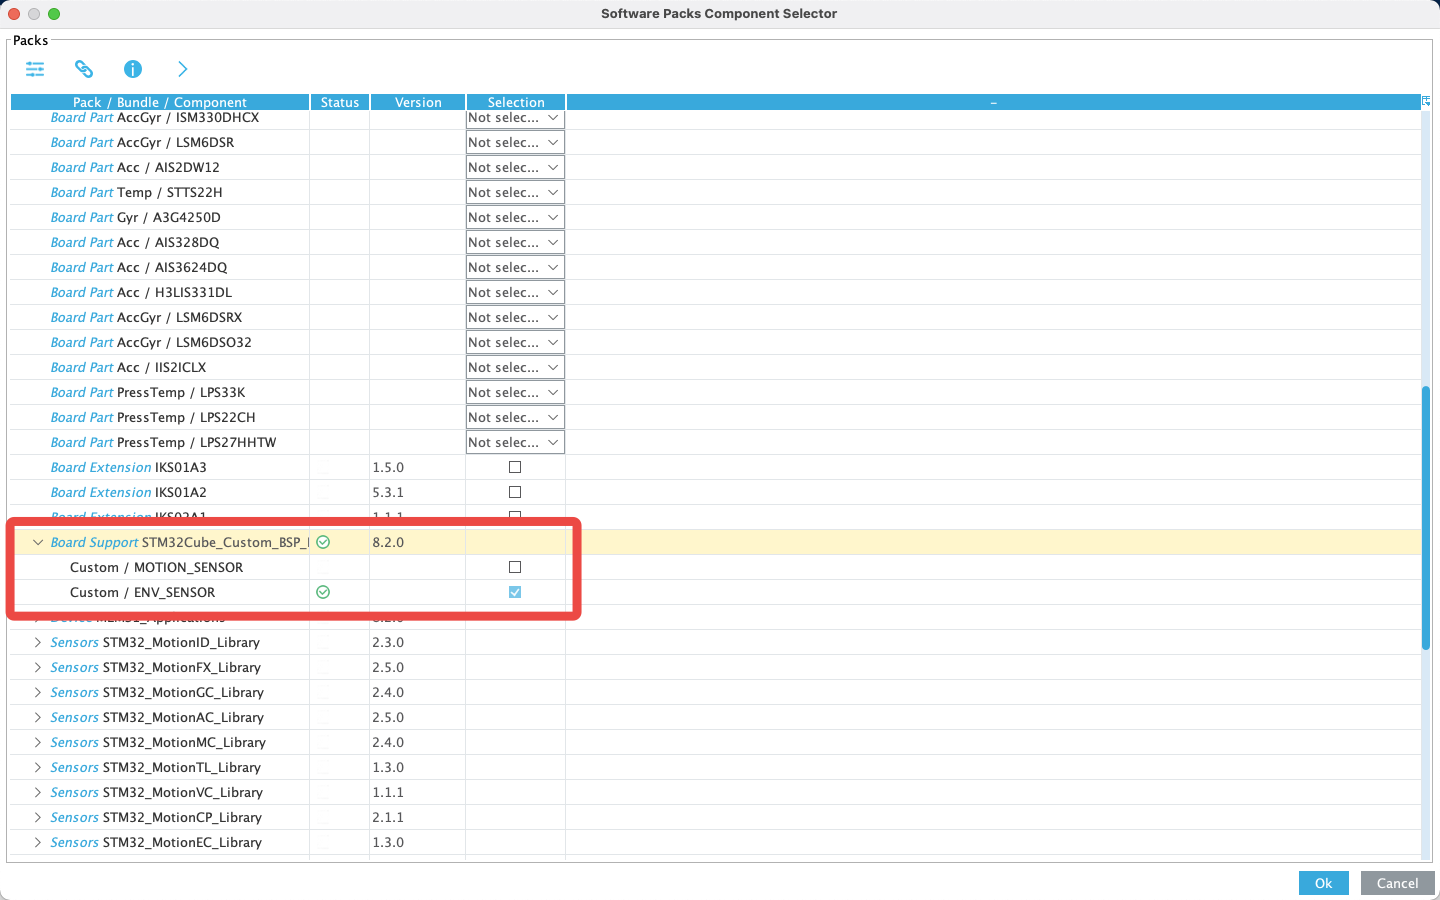 Software Packs Component Selector
Packs
Pack / Bundle / Component Status Version Selection –
Board Part AccGyr / ISM330DHCX Not selec...
Board Part AccGyr / LSM6DSR Not selec...
Board Part Acc / AIS2DW12 Not selec...
Board Part Temp / STTS22H Not selec...
Board Part Gyr / A3G4250D Not selec...
Board Part Acc / AIS328DQ Not selec...
Board Part Acc / AIS3624DQ Not selec...
Board Part Acc / H3LIS331DL Not selec...
Board Part AccGyr / LSM6DSRX Not selec...
Board Part AccGyr / LSM6DSO32 Not selec...
Board Part Acc / IIS2ICLX Not selec...
Board Part PressTemp / LPS33K Not selec...
Board Part PressTemp / LPS22CH Not selec...
Board Part PressTemp / LPS27HHTW Not selec...
Board Extension IKS01A3 1.5.0
Board Extension IKS01A2 5.3.1
Board Extension IKS02A1 1.1.1
Board Support STM32Cube_Custom_BSP_ 8.2.0
Custom / MOTION_SENSOR
Custom / ENV_SENSOR
Applications
Sensors STM32_MotionID_Library 2.3.0
Sensors STM32_MotionFX_Library 2.5.0
Sensors STM32_MotionGC_Library 2.4.0
Sensors STM32_MotionAC_Library 2.5.0
Sensors STM32_MotionMC_Library 2.4.0
Sensors STM32_MotionTL_Library 1.3.0
Sensors STM32_MotionVC_Library 1.1.1
Sensors STM32_MotionCP_Library 2.1.1
Sensors STM32_MotionEC_Library 1.3.0
Ok Cancel